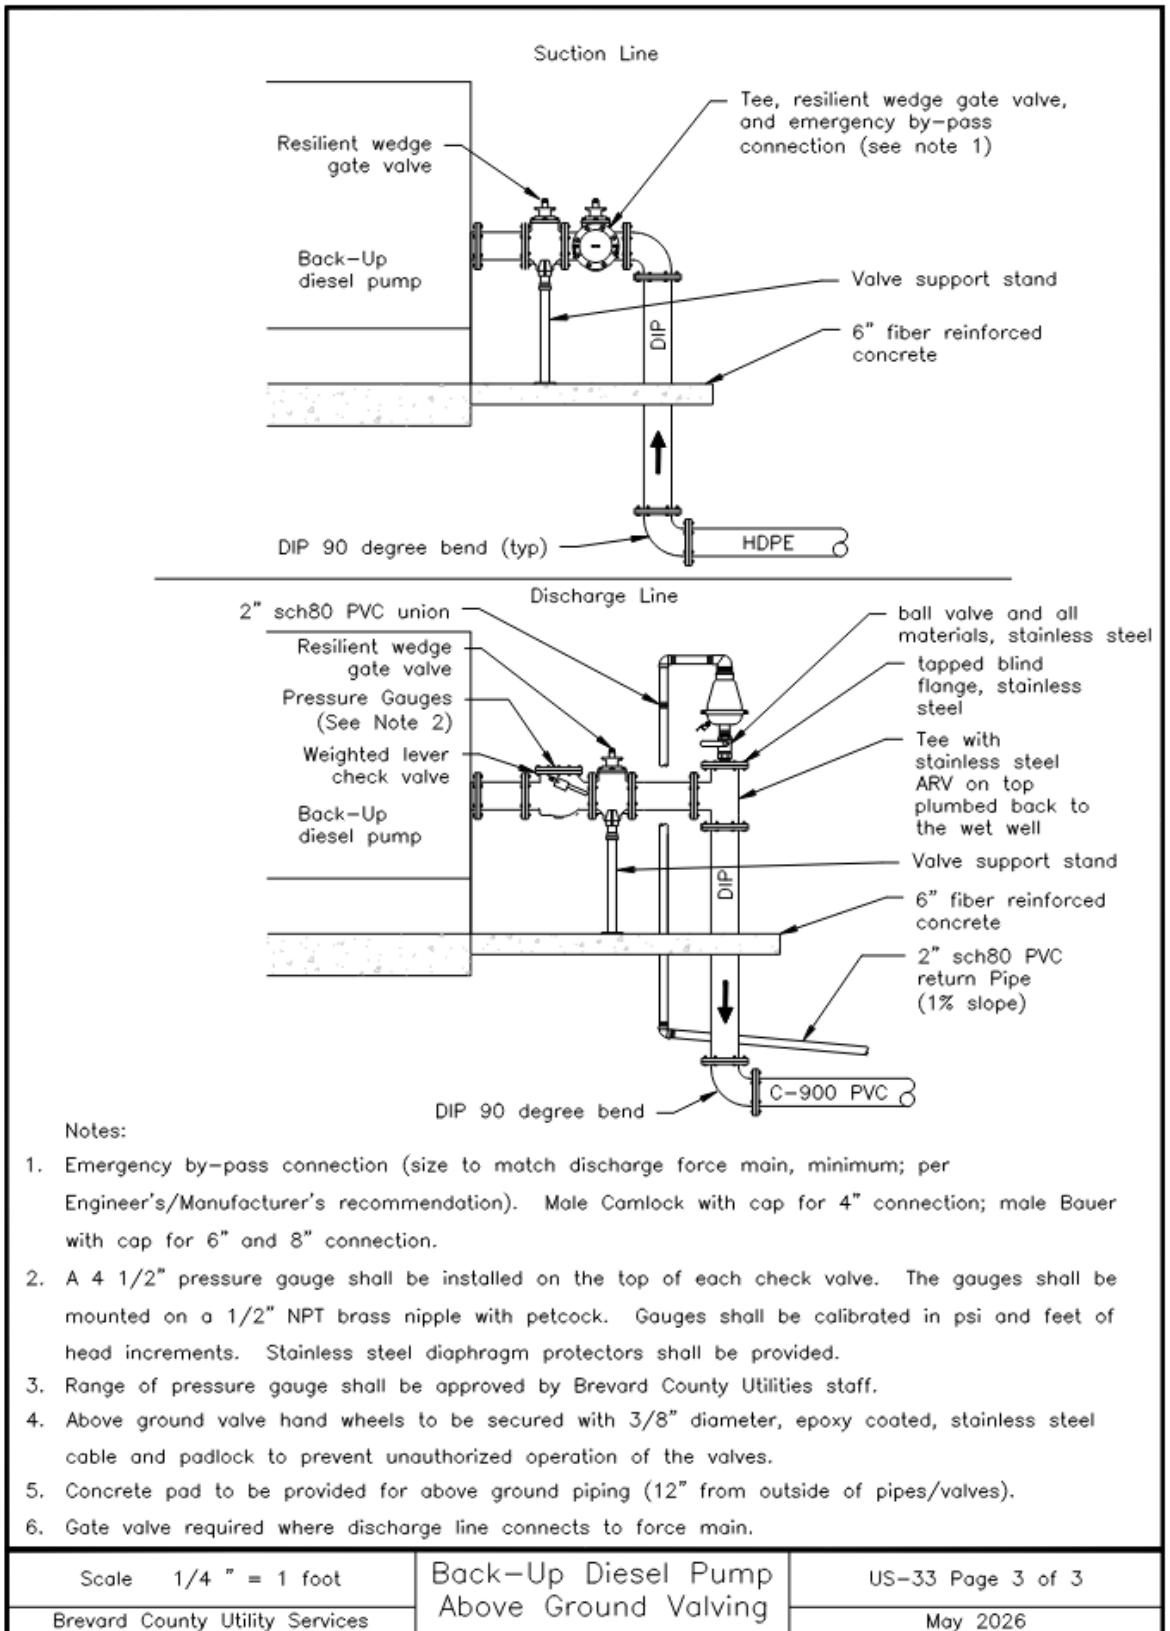 Suction Line
Tee, resilient wedge gate valve,
and emergency by-pass
connection (see note 1)
Resilient wedge
gate valve
Back-Up
diesel pump
Valve support stand
6" fiber reinforced
concrete
DIP
DIP 90 degree bend (typ)
HDPE
Discharge Line
2" sch80 PVC union
Resilient wedge
gate valve
Pressure Gauges
(See Note 2)
Weighted lever
check valve
Back-Up
diesel pump
ball valve and all
materials, stainless steel
tapped blind
flange, stainless
steel
Tee with
stainless steel
ARV on top
plumbed back to
the wet well
Valve support stand
DIP
6" fiber reinforced
concrete
2" sch80 PVC
return Pipe
(1% slope)
C-900 PVC
DIP 90 degree bend
Notes:
1. Emergency by-pass connection (size to match discharge force main, minimum; per
Engineer's/Manufacturer's recommendation). Male Camlock with cap for 4" connection; male Bauer
with cap for 6" and 8" connection.
2. A 4 1/2" pressure gauge shall be installed on the top of each check valve. The gauges shall be
mounted on a 1/2" NPT brass nipple with petcock. Gauges shall be calibrated in psi and feet of
head increments. Stainless steel diaphragm protectors shall be provided.
3. Range of pressure gauge shall be approved by Brevard County Utilities staff.
4. Above ground valve hand wheels to be secured with 3/8" diameter, epoxy coated, stainless steel
cable and padlock to prevent unauthorized operation of the valves.
5. Concrete pad to be provided for above ground piping (12" from outside of pipes/valves).
6. Gate valve required where discharge line connects to force main.
Scale 1/4 " = 1 foot
Brevard County Utility Services
Back-Up Diesel Pump
Above Ground Valving
US-33 Page 3 of 3
May 2026